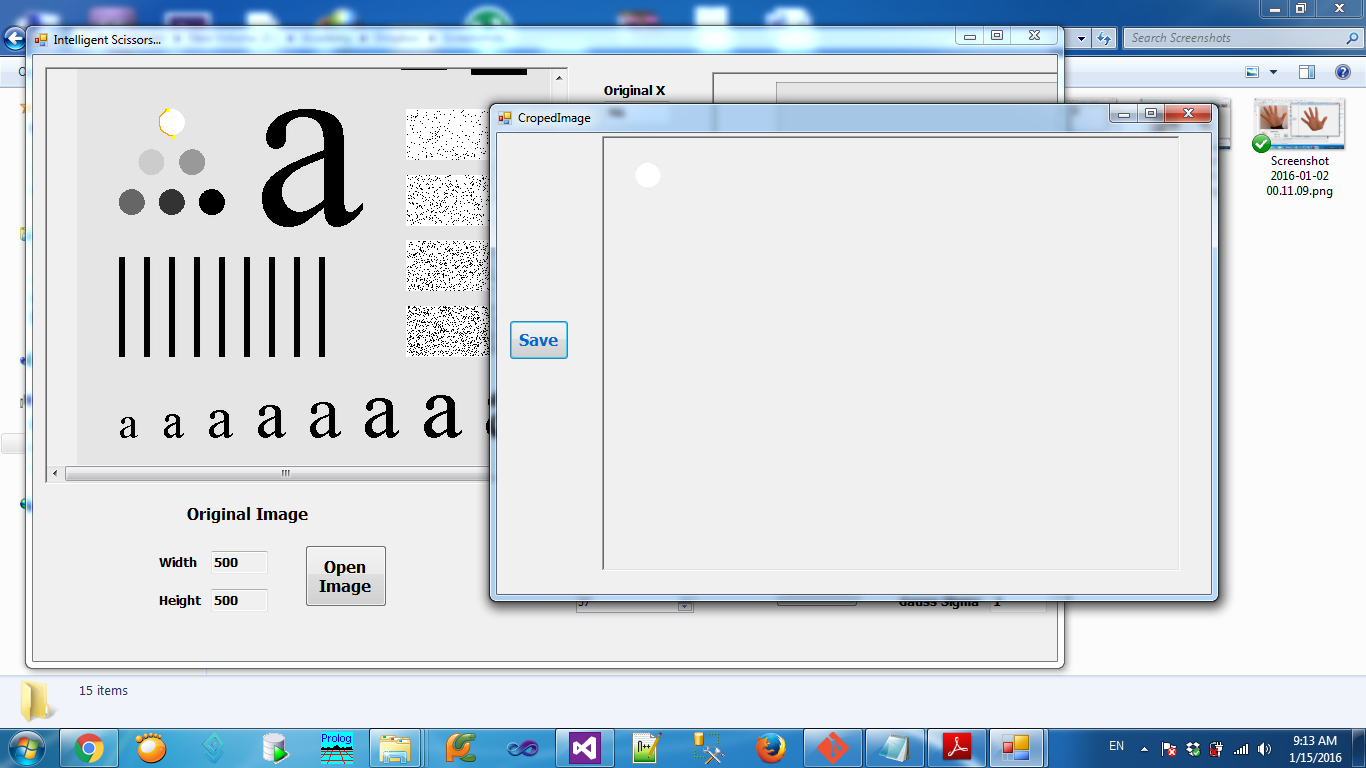 Intelligent Scissors...
Search Screenshots
Original X
CropedImage
a
Save
a a a a a a a
Original Image
Width 500
Open
Image
Height 500
Gauss Sigma 1
Screenshot
2016-01-02
00.11.09.png
15 items
Prolog
N++
EN
9:13 AM
1/15/2016